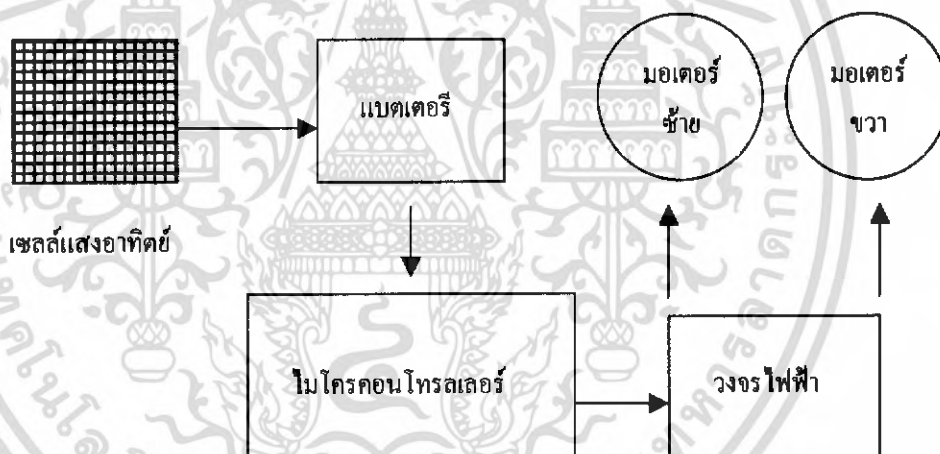 แบตเตอรี่
มอเตอร์
ซ้าย
มอเตอร์
ขวา
เซลล์แสงอาทิตย์
ไมโครคอนโทรลเลอร์
วงจรไฟฟ้า